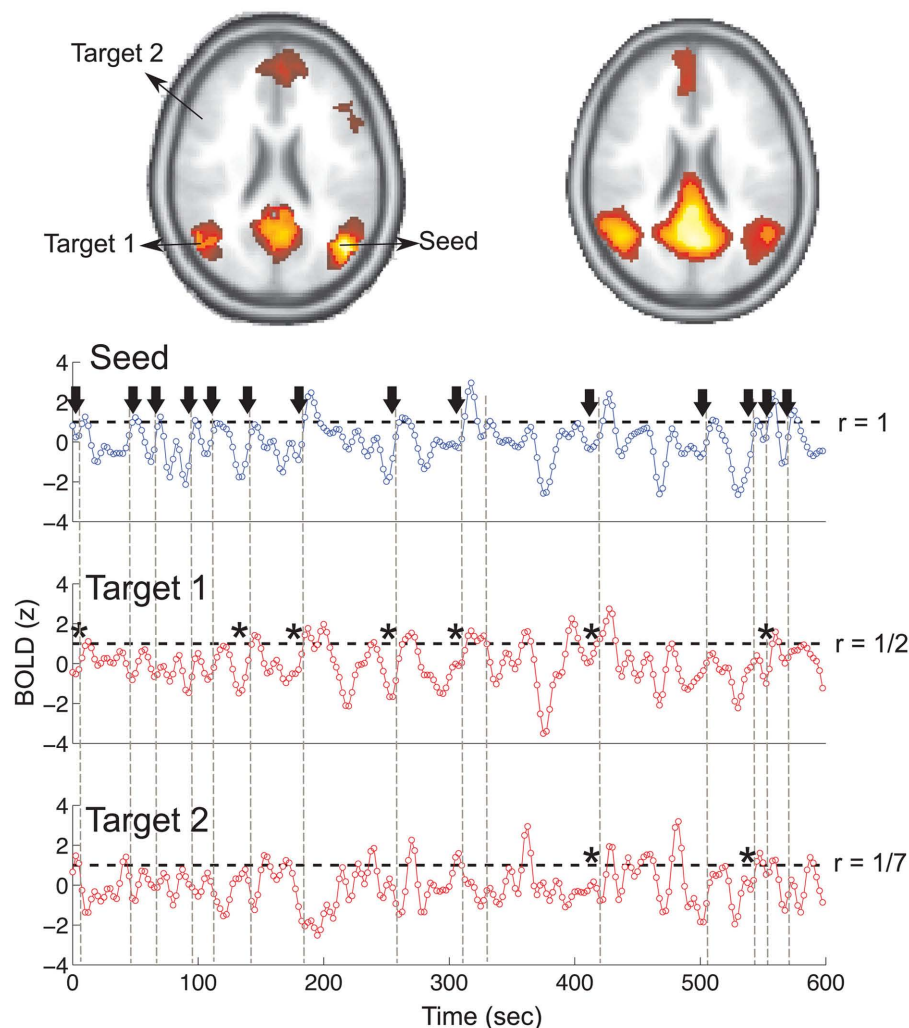 Target 2
Target 1
Seed
Seed
4
2
0
−2
−4
r = 1
Target 1
4
2
0
−2
−4
* * * * * * *
r = 1/2
BOLD (z)
Target 2
4
2
0
−2
−4
* *
r = 1/7
0 100 200 300 400 500 600
Time (sec)